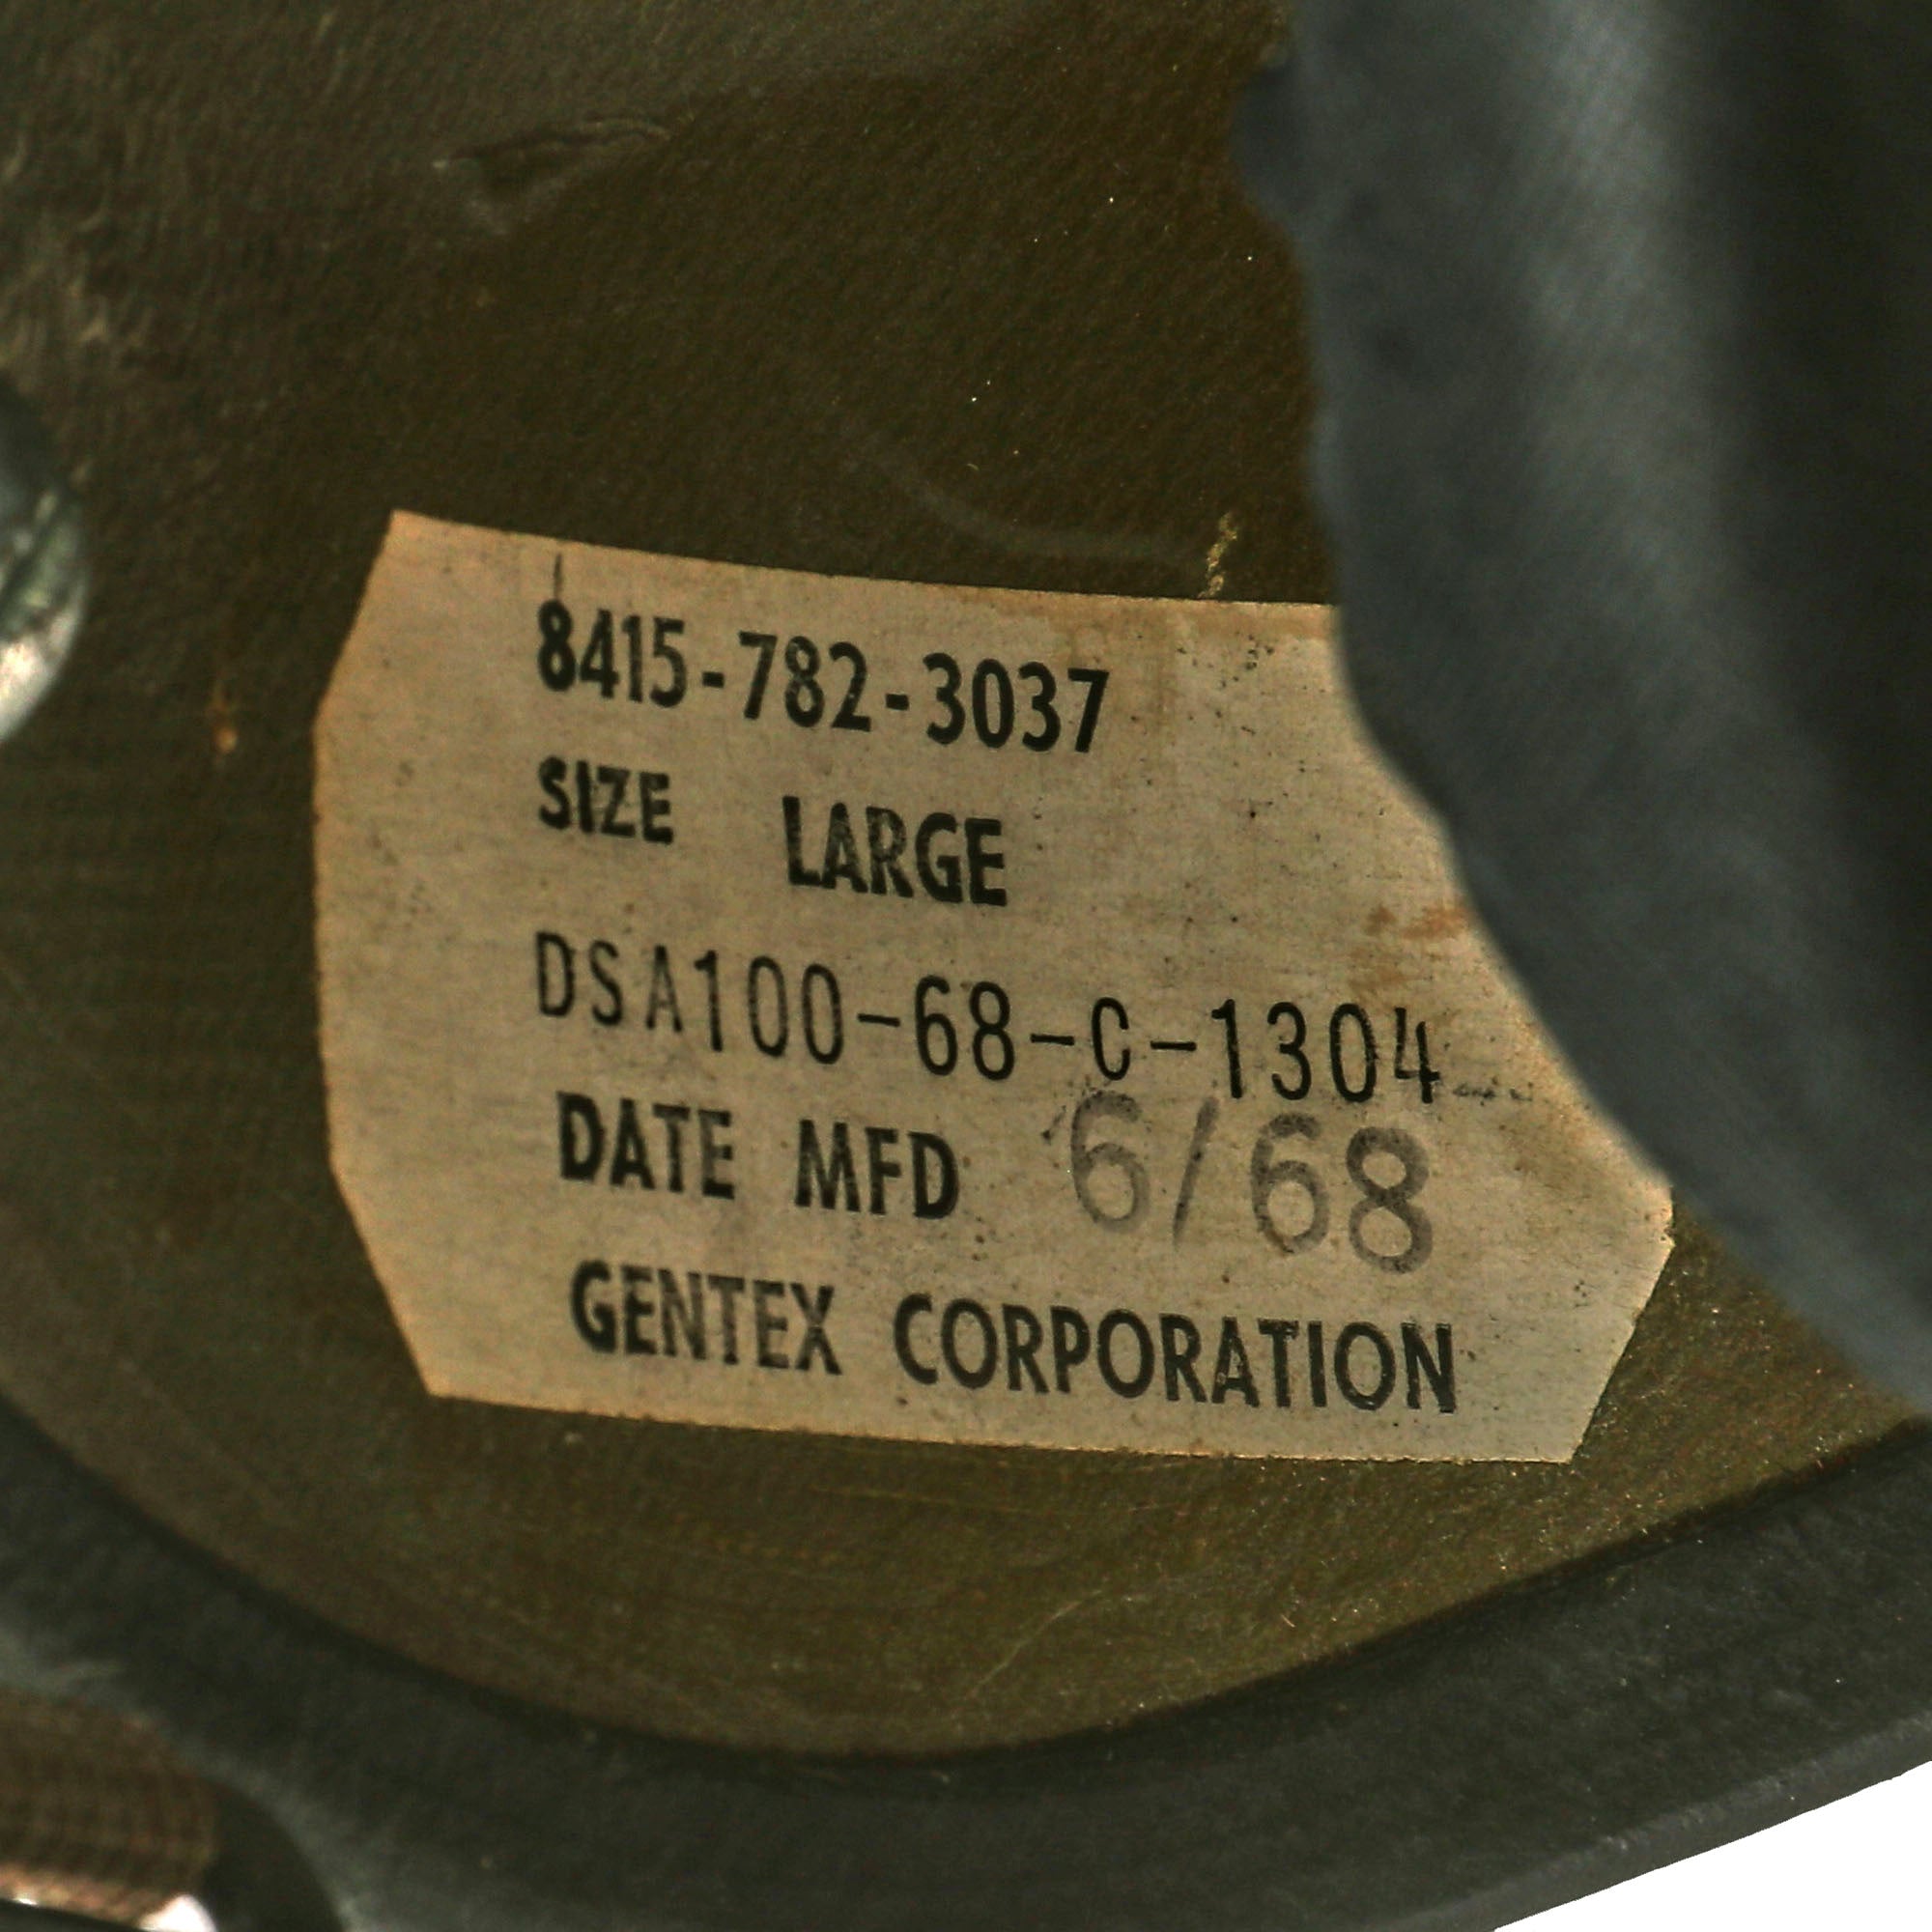 8415-782-3037
SIZE LARGE
DSA100-68-C-1304
DATE MFD 6/68
GENTEX CORPORATION